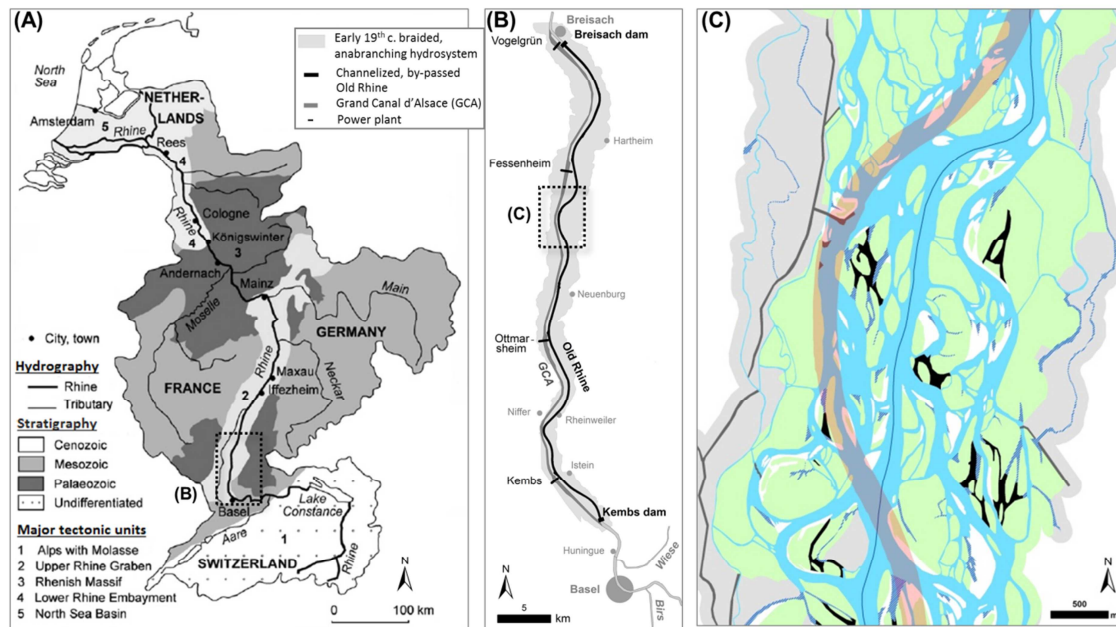 (A)
North
Sea
NETHER-
LANDS
Amsterdam
5
Rhine
Rees
4
Rhine
Cologne
4
Königswinter
3
Andernach
Mainz
Moselle
Main
GERMANY
City, town
Rhine
FRANCE
Maxau
Iffezheim
Neckar
2
Hydrography
Rhine
Tributary
Stratigraphy
Cenozoic
Mesozoic
Palaeozoic
Undifferentiated
(B)
Basel
Lake
Constance
Aare
1
Rhine
SWITZERLAND
Major tectonic units
1 Alps with Molasse
2 Upper Rhine Graben
3 Rhenish Massif
4 Lower Rhine Embayment
5 North Sea Basin
N
0 100 km
Early 19th c. braided,
anabranching hydrosystem
Channelized, by-passed
Old Rhine
Grand Canal d'Alsace (GCA)
Power plant
(B)
Breisach
Breisach dam
Vogelgrün
Hartheim
Fessenheim
(C)
Neuenburg
Ottmar-
sheim
GCA
Old Rhine
Niffer
Rheinweiler
Istein
Kembs
Kembs dam
Huningue
Wiese
Basel
Birs
N
5
km
(C)
N
500
m